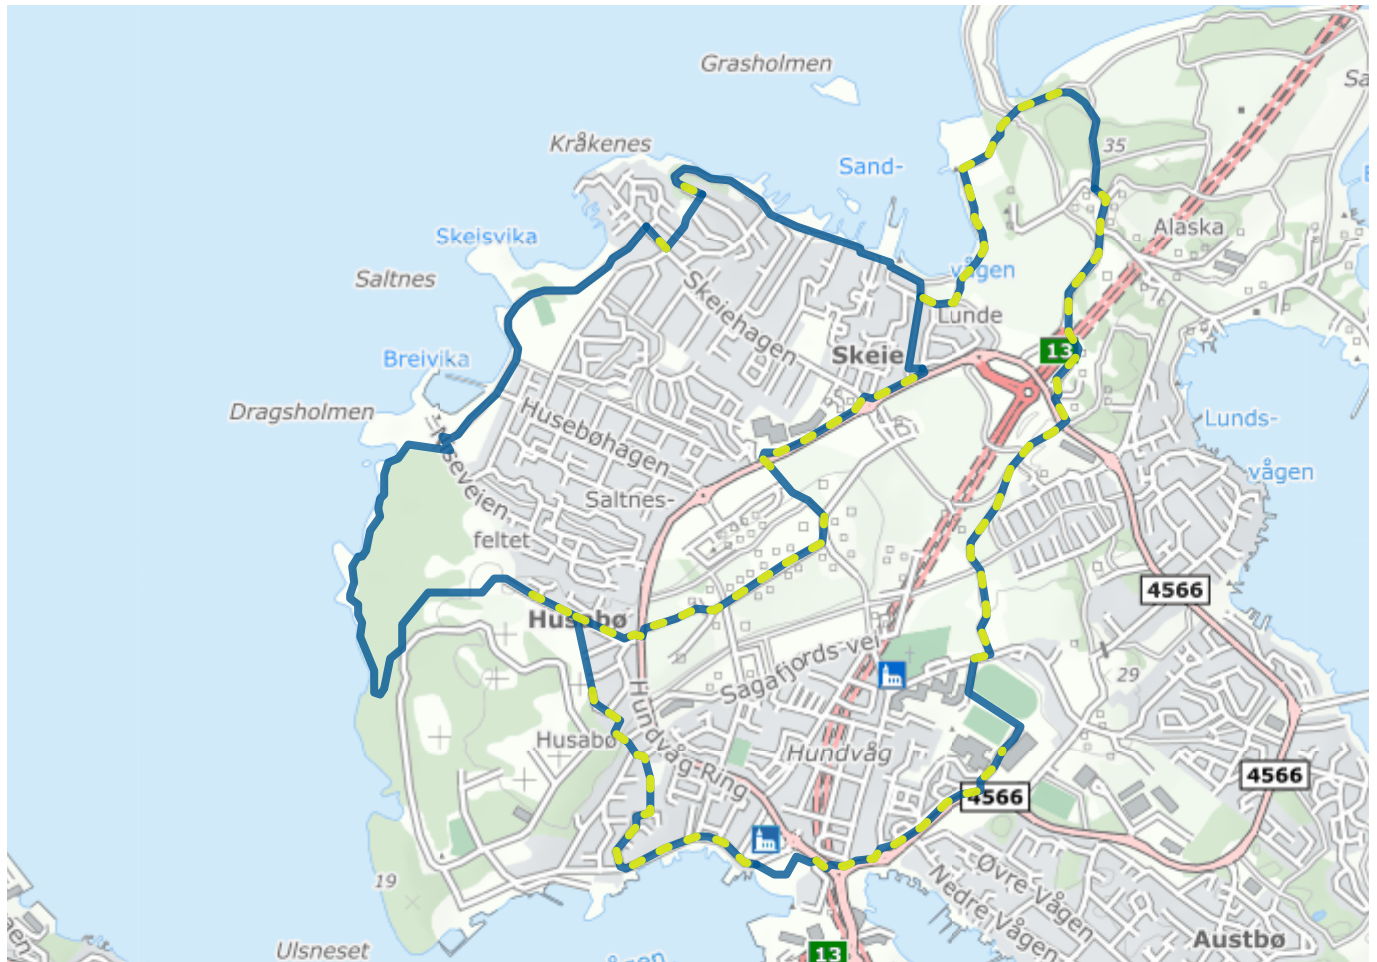 Grasholmen
13
Kråkenes
35
Sand-
Alaska
Skeisvika
vågen
Saltnes
Skeiehagen
Lunde
Skeie
13
Breivika
Dragsholmen
Husebøhagen
Lunds-
vågen
Saltnes-
feltet
4566
Husabø
Sagafjords-vei
29
Hundvåg-Ring
Husabø
Hundvåg
4566
4566
Øvre Vågen
Nedre Vågen
19
Austbø
Ulsneset
13